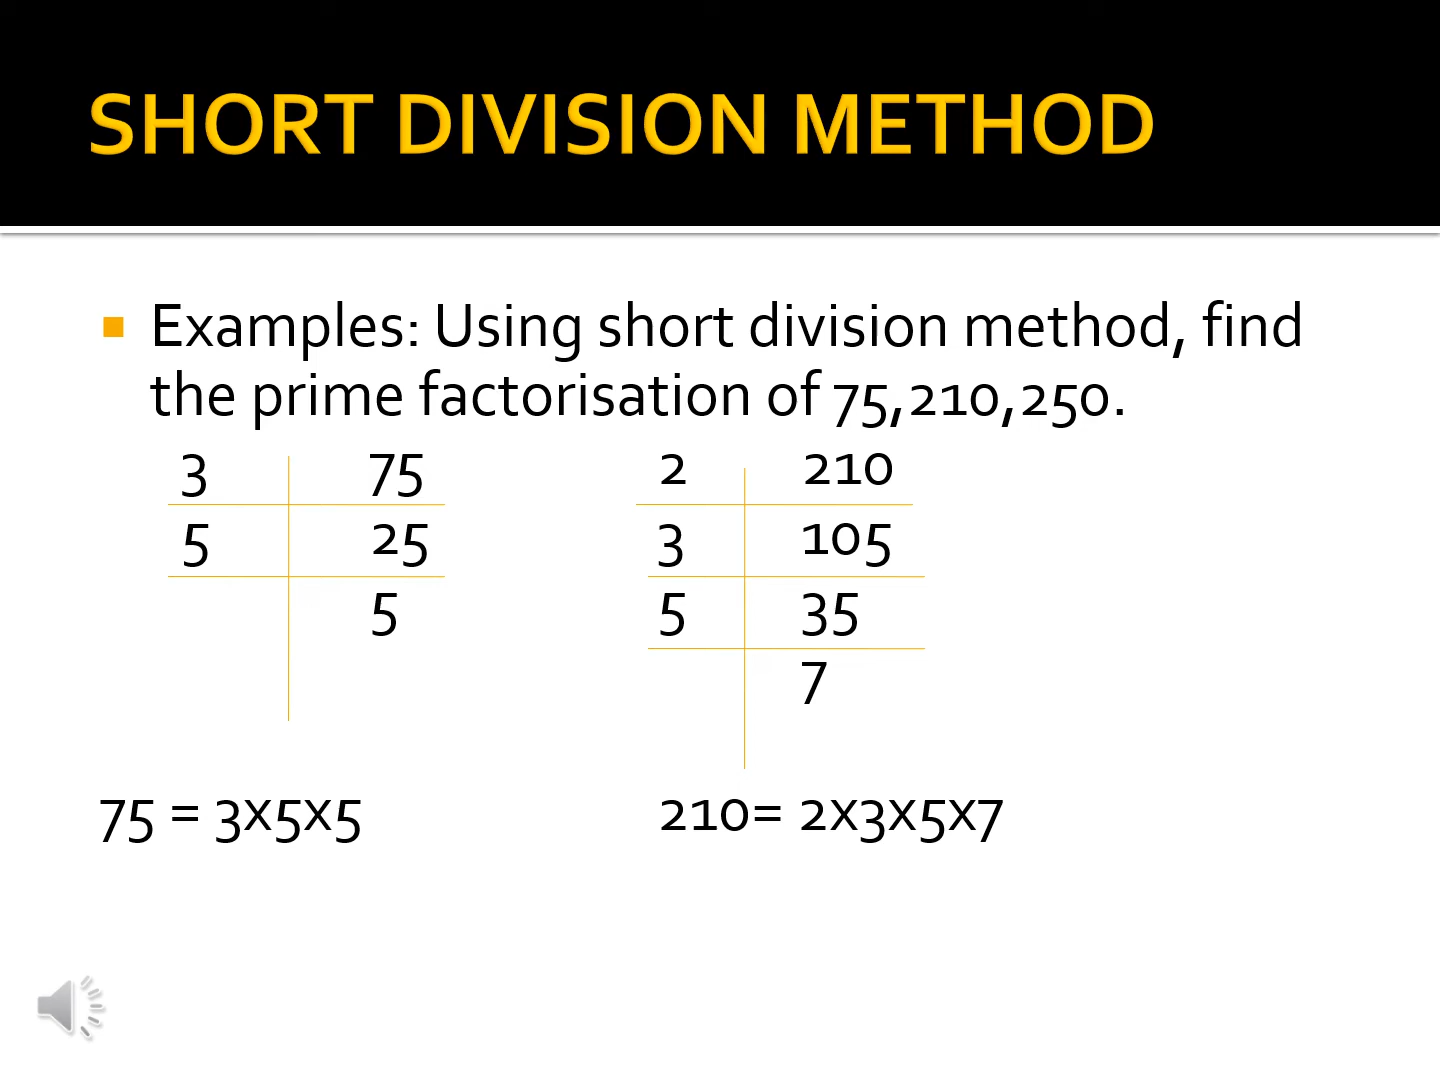 SHORT DIVISION METHOD
Examples: Using short division method, find
the prime factorisation of 75,210,250.
3 75 2 210
5 25 3 105
5 5 35
7
75 = 3x5x5 210= 2x3x5x7